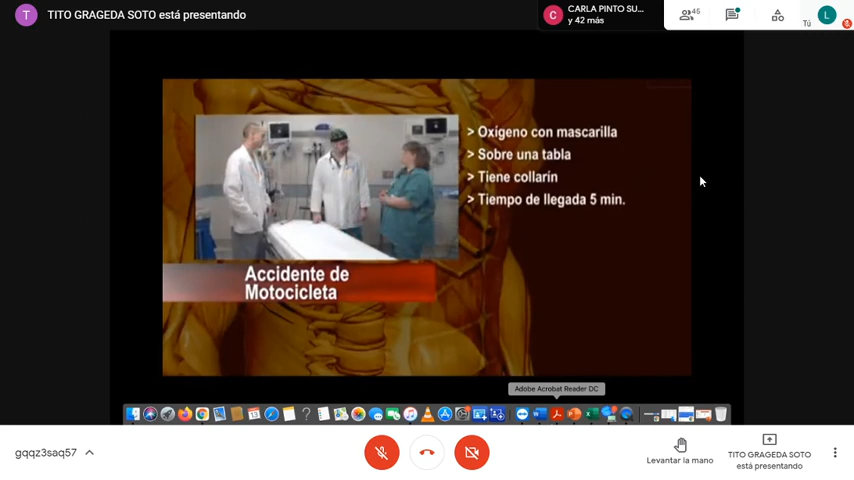 T
TITO GRAGEDA SOTO está presentando
C
CARLA PINTO SU...
y 42 más
45
Tú
L
> Oxigeno con mascarilla
> Sobre una tabla
> Tiene collarin
> Tiempo de llegada 5 min.
Accidente de
Motocicleta
Adobe Acrobat Reader DC
gqqz3saq57
Levantar la mano
TITO GRAGEDA SOTO
está presentando